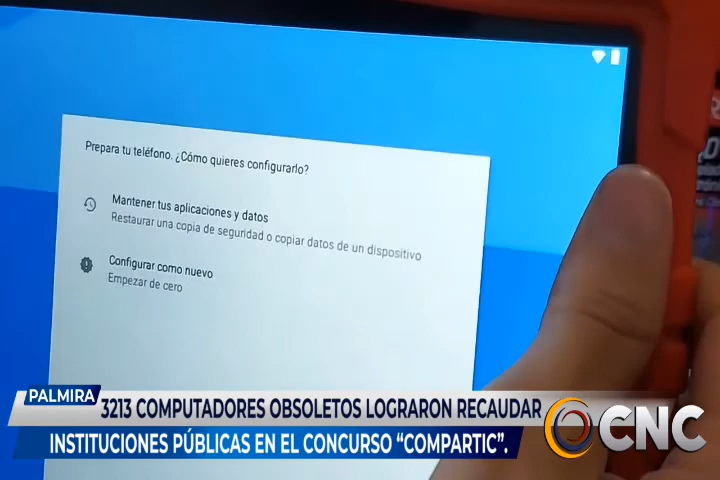 Prepara tu teléfono. ¿Cómo quieres configurarlo?
Mantener tus aplicaciones y datos
Restaurar una copia de seguridad o copiar datos de un dispositivo
Configurar como nuevo
Empezar de cero
PALMIRA
3213 COMPUTADORES OBSOLETOS LOGRARON RECAUDAR
INSTITUCIONES PÚBLICAS EN EL CONCURSO “COMPARTIC”.
CNC